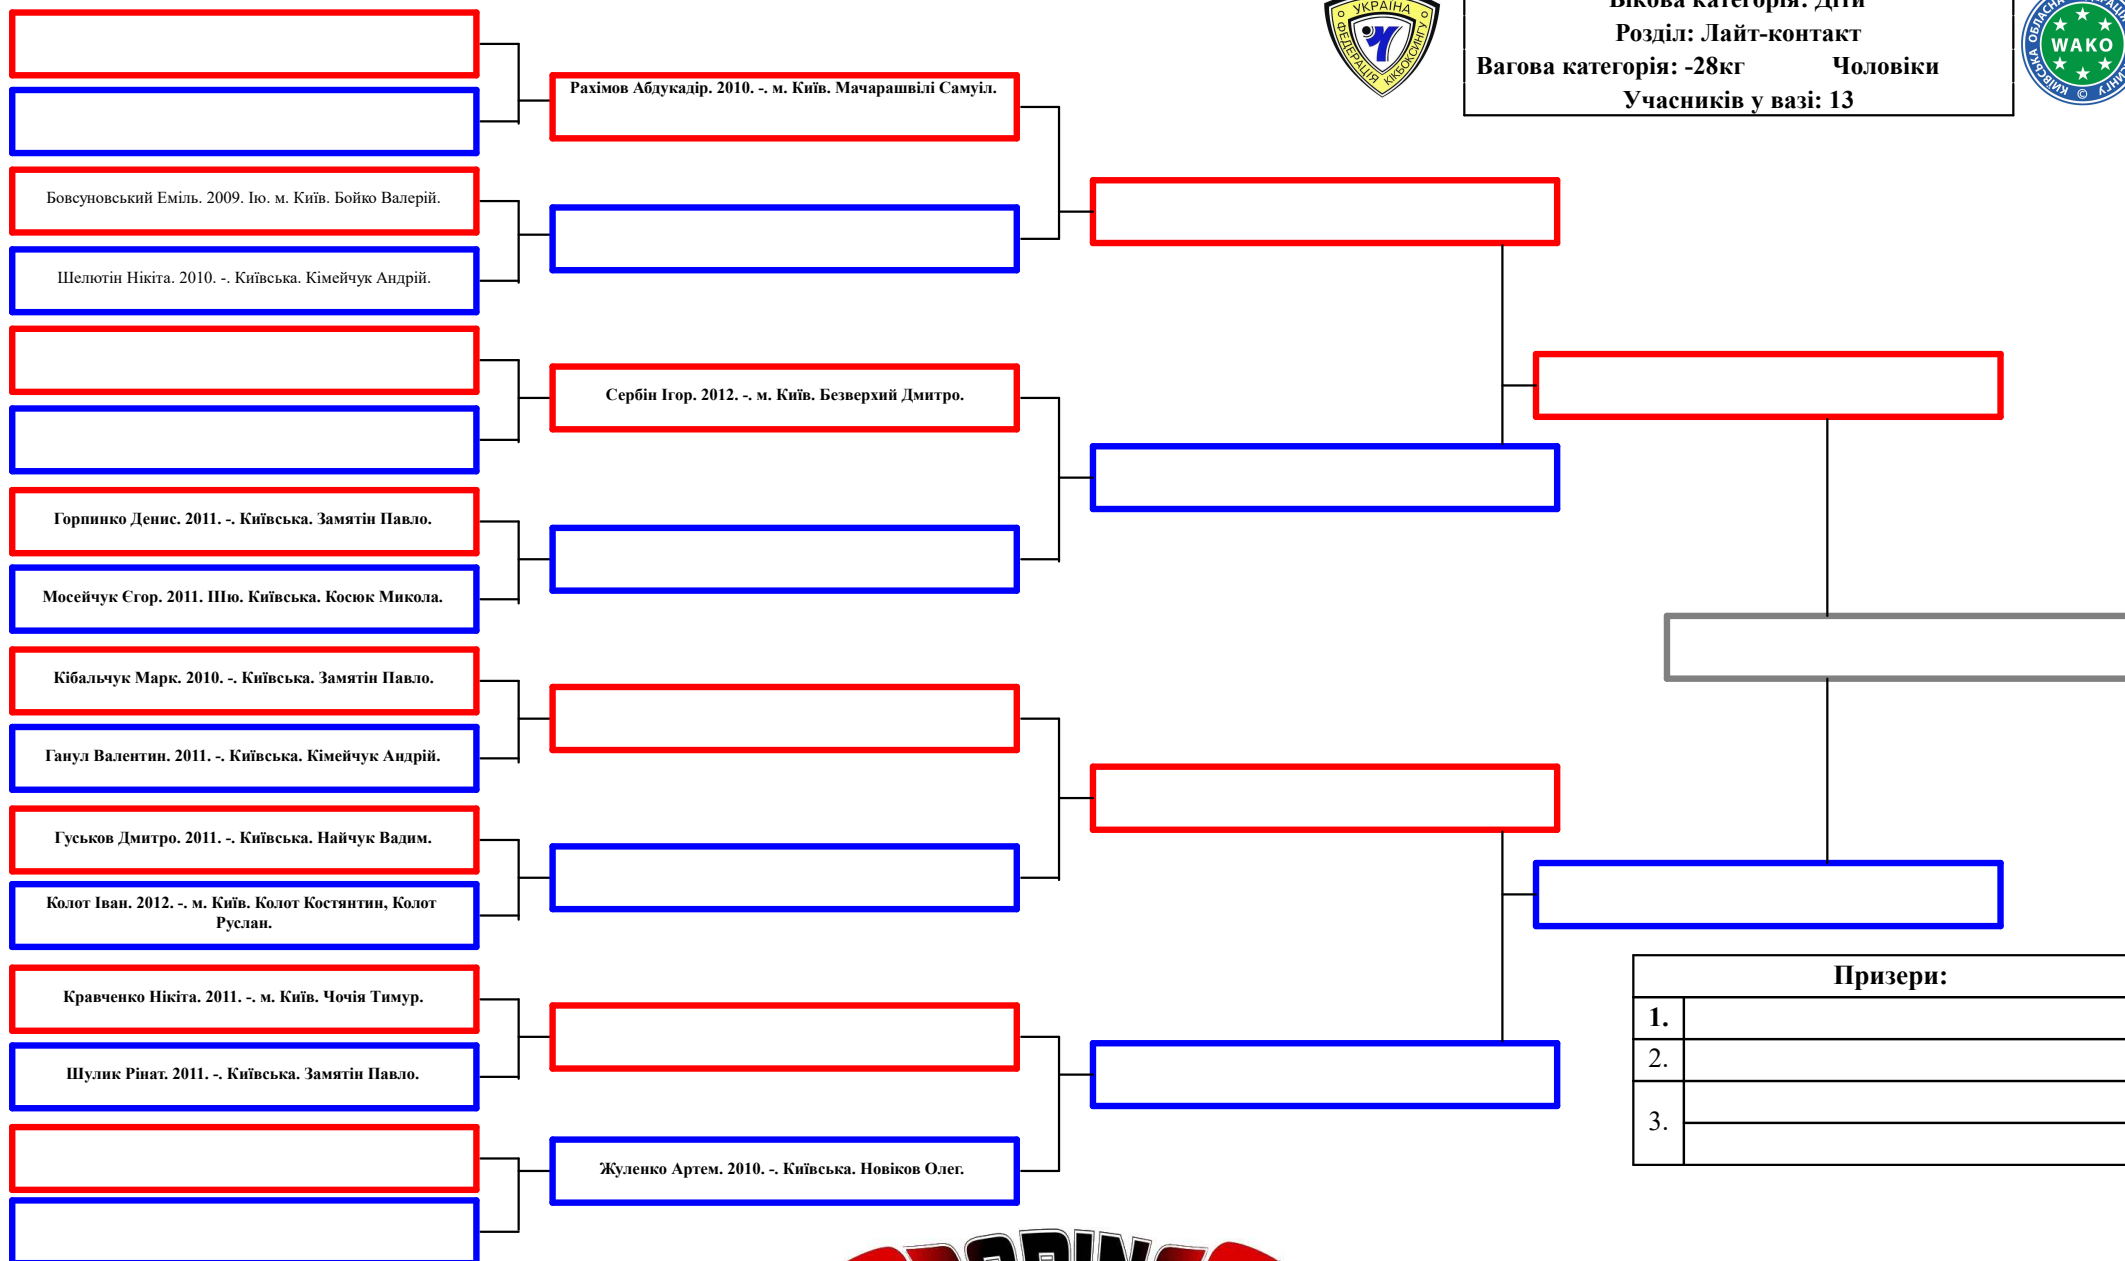 Вікова категорія: Діти
Розділ: Лайт-контакт
Вагова категорія: -28кг Чоловіки
Учасників у вазі: 13
УКРАЇНА
ФЕДЕРАЦІЯ КІКБОКСИНГУ
WAKO
Рахімов Абдукадір. 2010. -. м. Київ. Мачарашвілі Самуіл.
Бовсуновський Еміль. 2009. Ію. м. Київ. Бойко Валерій.
Шелютін Нікіта. 2010. -. Київська. Кімейчук Андрій.
Сербін Ігор. 2012. -. м. Київ. Безверхий Дмитро.
Горпинко Денис. 2011. -. Київська. Замятін Павло.
Мосейчук Єгор. 2011. ІІІю. Київська. Косюк Микола.
Кібальчук Марк. 2010. -. Київська. Замятін Павло.
Ганул Валентин. 2011. -. Київська. Кімейчук Андрій.
Гуськов Дмитро. 2011. -. Київська. Найчук Вадим.
Колот Іван. 2012. -. м. Київ. Колот Костянтин, Колот
Руслан.
Кравченко Нікіта. 2011. -. м. Київ. Чочія Тимур.
Шулик Рінат. 2011. -. Київська. Замятін Павло.
Жуленко Артем. 2010. -. Київська. Новіков Олег.
Призери:
1.
2.
3.